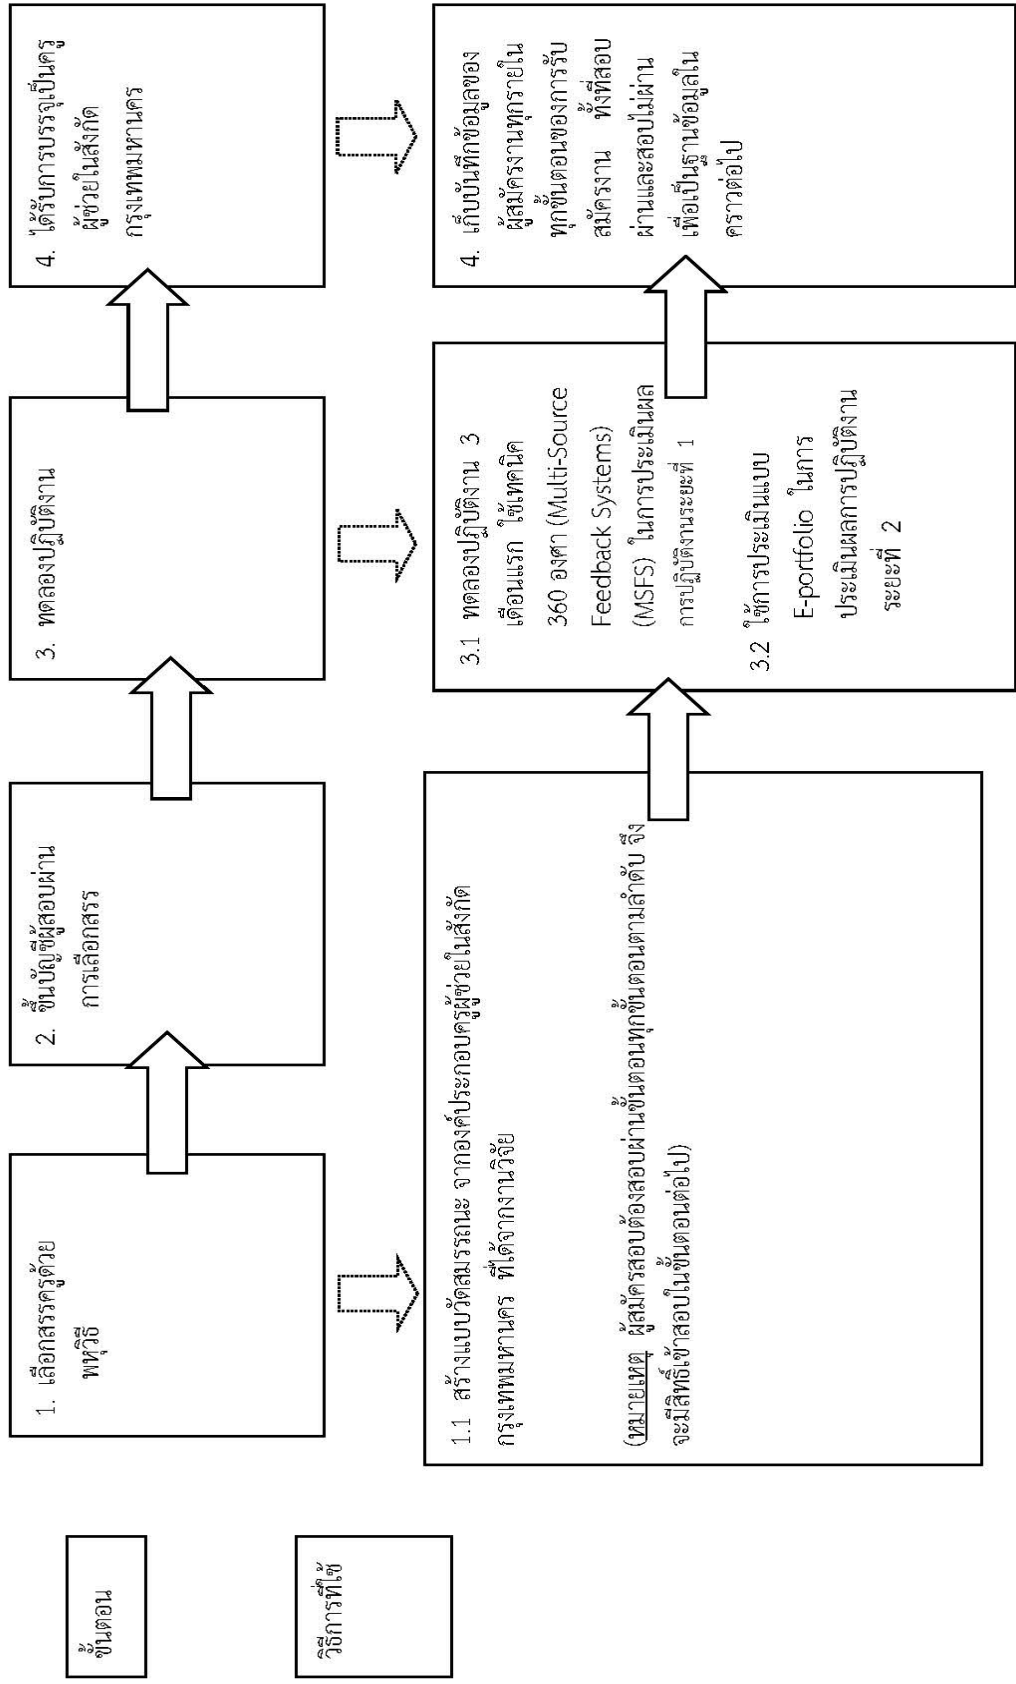 ขั้นตอน
1. เลือกสรรครูด้วย
พหุวิธี
2. ขึ้นบัญชีผู้สอบผ่าน
การเลือกสรร
3. ทดลองปฏิบัติงาน
4. ได้รับการบรรจุเป็นครู
ผู้ช่วยในสังกัด
กรุงเทพมหานคร
วิธีการที่ใช้
1.1 สร้างแบบวัดสมรรถนะ จากองค์ประกอบครูผู้ช่วยในสังกัด
กรุงเทพมหานคร ที่ได้จากงานวิจัย
(หมายเหตุ ผู้สมัครสอบต้องสอบผ่านขั้นตอนทุกขั้นตอนตามลำดับ จึง
จะมีสิทธิ์เข้าสอบในขั้นตอนต่อไป)
3.1 ทดลองปฏิบัติงาน 3
เดือนแรก ใช้เทคนิค
360 องศา (Multi-Source
Feedback Systems)
(MSFS) ในการประเมินผล
การปฏิบัติงานระยะที่ 1
3.2 ใช้การประเมินแบบ
E-portfolio ในการ
ประเมินผลการปฏิบัติงาน
ระยะที่ 2
4. เก็บบันทึกข้อมูลของ
ผู้สมัครงานทุกรายใน
ทุกขั้นตอนของการรับ
สมัครงาน ทั้งที่สอบ
ผ่านและสอบไม่ผ่าน
เพื่อเป็นฐานข้อมูลใน
คราวต่อไป